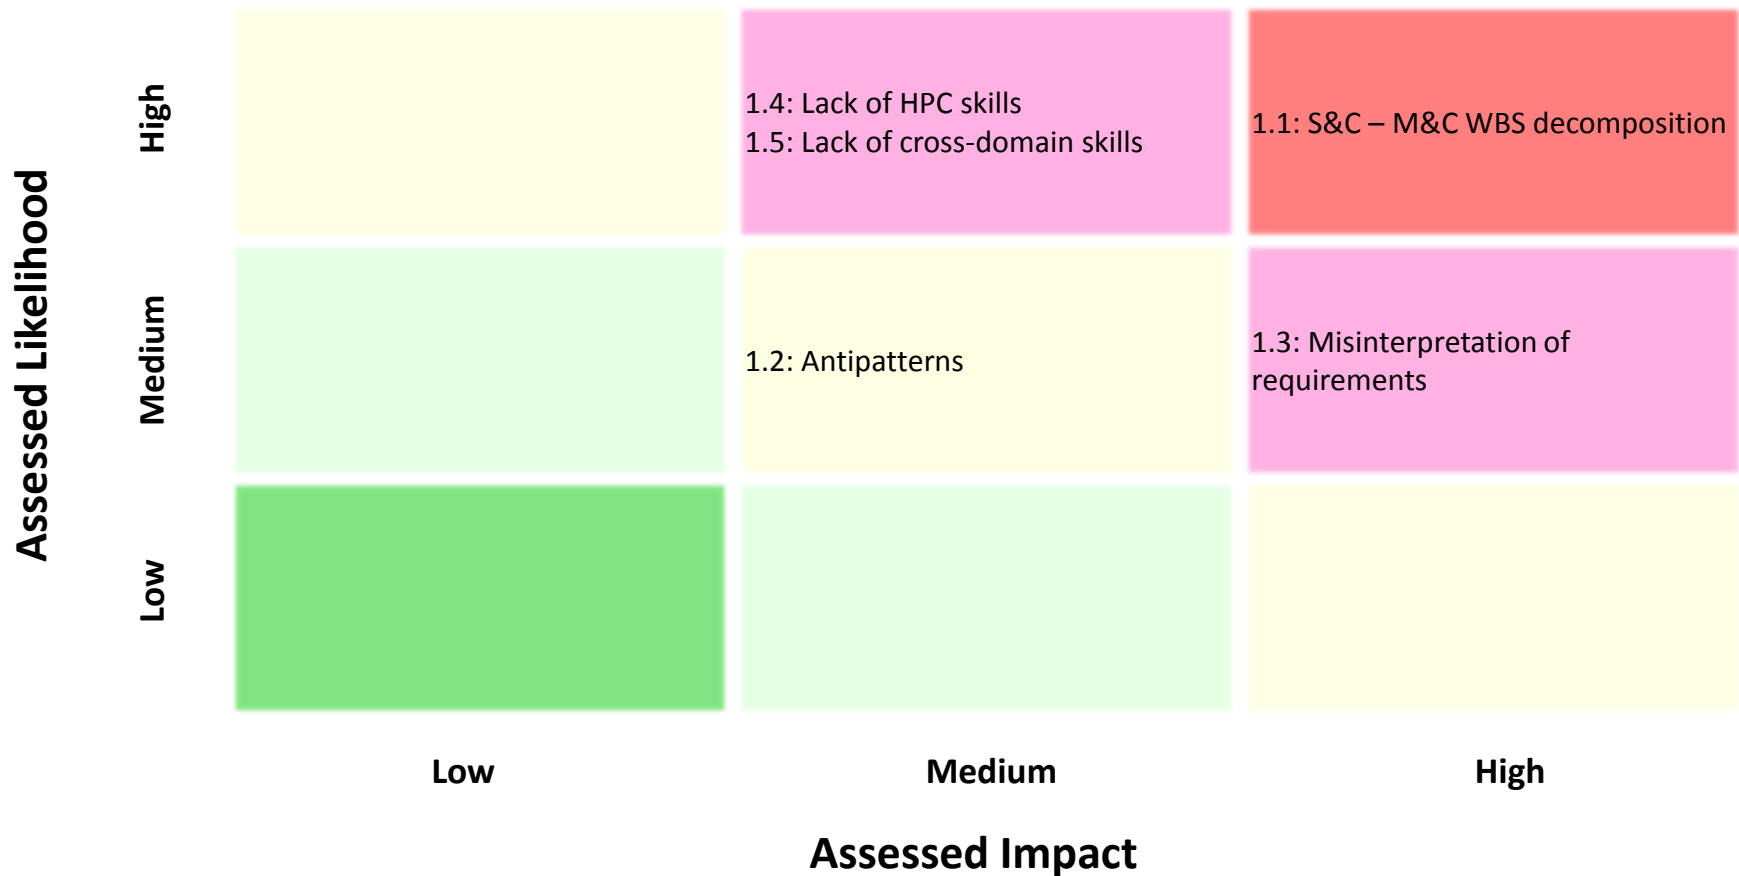 Assessed Likelihood
High
1.4: Lack of HPC skills
1.5: Lack of cross-domain skills
1.1: S&C – M&C WBS decomposition
Medium
1.2: Antipatterns
1.3: Misinterpretation of
requirements
Low
Low
Medium
High
Assessed Impact